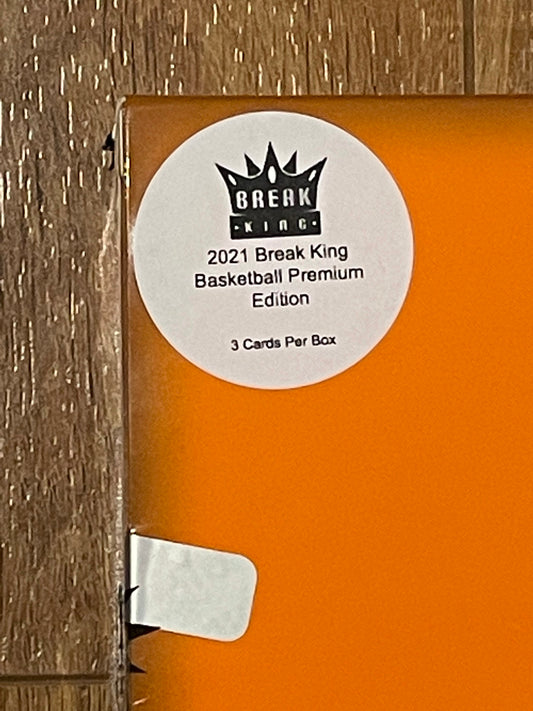 BREAK
·KING·
2021 Break King
Basketball Premium
Edition
3 Cards Per Box